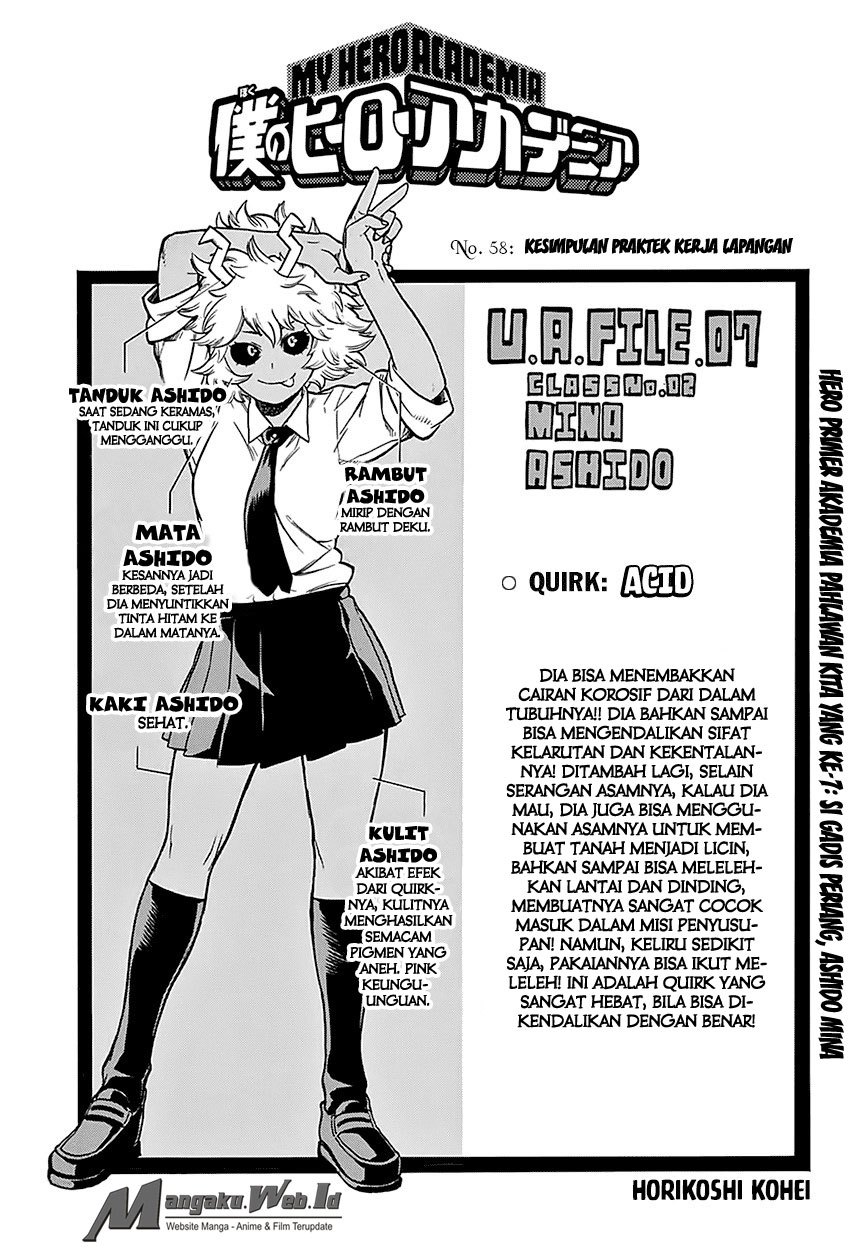 MY HERO ACADEMIA
ぼく
僕のヒーローアカデミア
No. 58: KESIMPULAN PRAKTEK KERJA LAPANGAN
U.A.FILE.07
CLASS No.02
MINA
ASHIDO
TANDUK ASHIDO
SAAT SEDANG KERAMAS,
TANDUK INI CUKUP
MENGGANGGU.
RAMBUT
ASHIDO
MIRIP DENGAN
RAMBUT DEKU.
MATA
ASHIDO
KESANNYA JADI
BERBEDA, SETELAH
DIA MENYUNTIKKAN
TINTA HITAM KE
DALAM MATANYA.
KAKI ASHIDO
SEHAT.
KULIT
ASHIDO
AKIBAT EFEK
DARI QUIRK-
NYA, KULITNYA
MENGHASILKAN
SEMACAM
PIGMEN YANG
ANEH. PINK
KEUNGU-
UNGUAN.
○ QUIRK: ACID
DIA BISA MENEMBAKKAN
CAIRAN KOROSIF DARI DALAM
TUBUHNYA!! DIA BAHKAN SAMPAI
BISA MENGENDALIKAN SIFAT
KELARUTAN DAN KEKENTALAN-
NYA! DITAMBAH LAGI, SELAIN
SERANGAN ASAMNYA, KALAU DIA
MAU, DIA JUGA BISA MENGGU-
NAKAN ASAMNYA UNTUK MEM-
BUAT TANAH MENJADI LICIN,
BAHKAN SAMPAI BISA MELELEH-
KAN LANTAI DAN DINDING,
MEMBUATNYA SANGAT COCOK
MASUK DALAM MISI PENYUSU-
PAN! NAMUN, KELIRU SEDIKIT
SAJA, PAKAIANNYA BISA IKUT ME-
LELEH! INI ADALAH QUIRK YANG
SANGAT HEBAT, BILA BISA DI-
KENDALIKAN DENGAN BENAR!
HERO PRIMER AKADEMIA PAHLAWAN KITA YANG KE-7: SI GADIS PERIANG, ASHIDO MINA
HORIKOSHI KOHEI
Mangaku.Web.Id
Website Manga - Anime & Film Terupdate